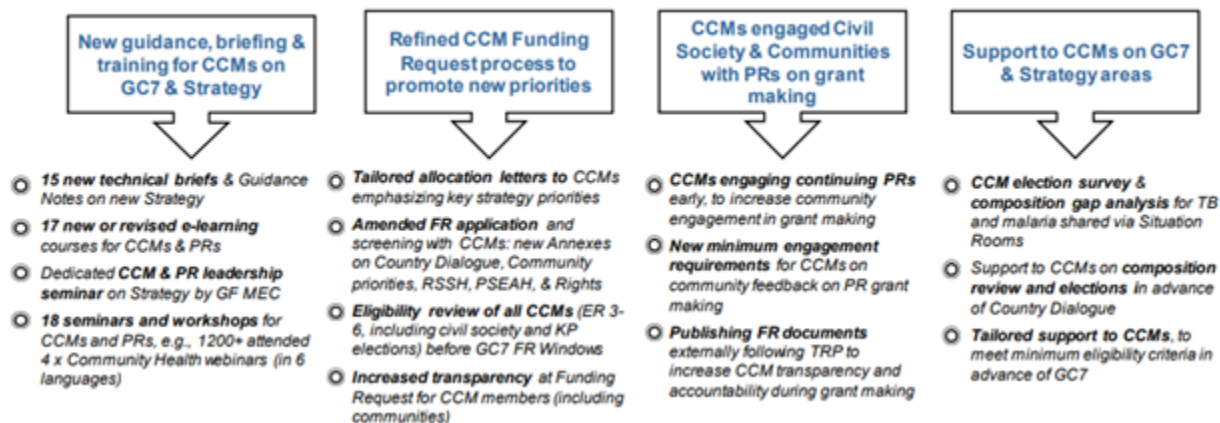 New guidance, briefing &
training for CCMs on
GC7 & Strategy
15 new technical briefs & Guidance
Notes on new Strategy
17 new or revised e-learning
courses for CCMs & PRs
Dedicated CCM & PR leadership
seminar on Strategy by GF MEC
18 seminars and workshops for
CCMs and PRs, e.g., 1200+ attended
4 x Community Health webinars (in 6
languages)
Refined CCM Funding
Request process to
promote new priorities
Tailored allocation letters to CCMs
emphasizing key strategy priorities
Amended FR application and
screening with CCMs: new Annexes
on Country Dialogue, Community
priorities, RSSH, PSEAH, & Rights
Eligibility review of all CCMs (ER 3-
6, including civil society and KP
elections) before GC7 FR Windows
Increased transparency at Funding
Request for CCM members (including
communities)
CCMs engaged Civil
Society & Communities
with PRs on grant
making
CCMs engaging continuing PRs
early, to increase community
engagement in grant making
New minimum engagement
requirements for CCMs on
community feedback on PR grant
making
Publishing FR documents
externally following TRP to
increase CCM transparency and
accountability during grant making
Support to CCMs on GC7
& Strategy areas
CCM election survey &
composition gap analysis for TB
and malaria shared via Situation
Rooms
Support to CCMs on composition
review and elections in advance
of Country Dialogue
Tailored support to CCMs, to
meet minimum eligibility criteria in
advance of GC7